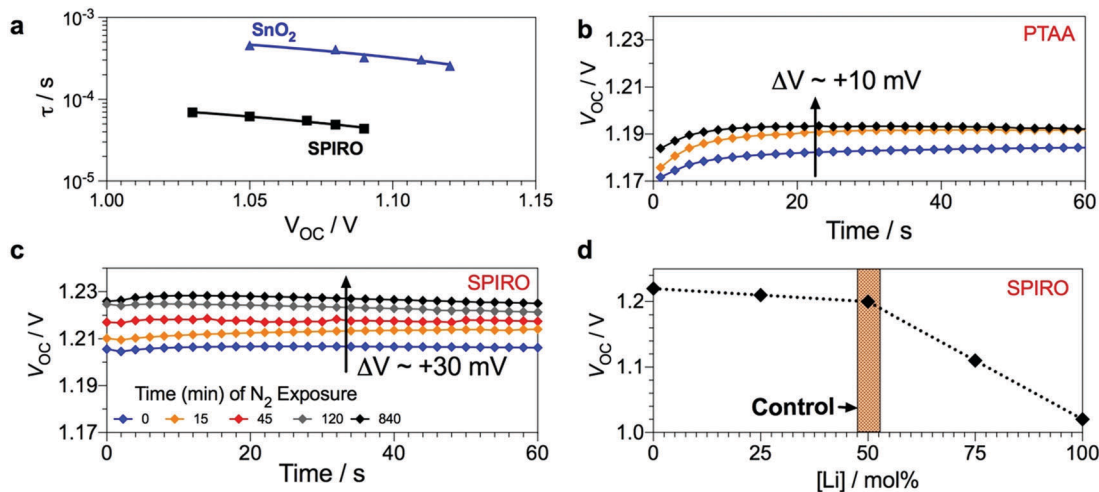 a
SnO2
SPIRO
10-3
10-4
10-5
τ / s
1.00 1.05 1.10 1.15
VOC / V
b
PTAA
ΔV ~ +10 mV
1.23
1.21
1.19
1.17
VOC / V
0 20 40 60
Time / s
c
SPIRO
ΔV ~ +30 mV
Time (min) of N2 Exposure
0 15 45 120 840
1.23
1.21
1.19
1.17
VOC / V
0 20 40 60
Time / s
d
SPIRO
Control
1.2
1.1
1.0
VOC / V
0 25 50 75 100
[Li] / mol%